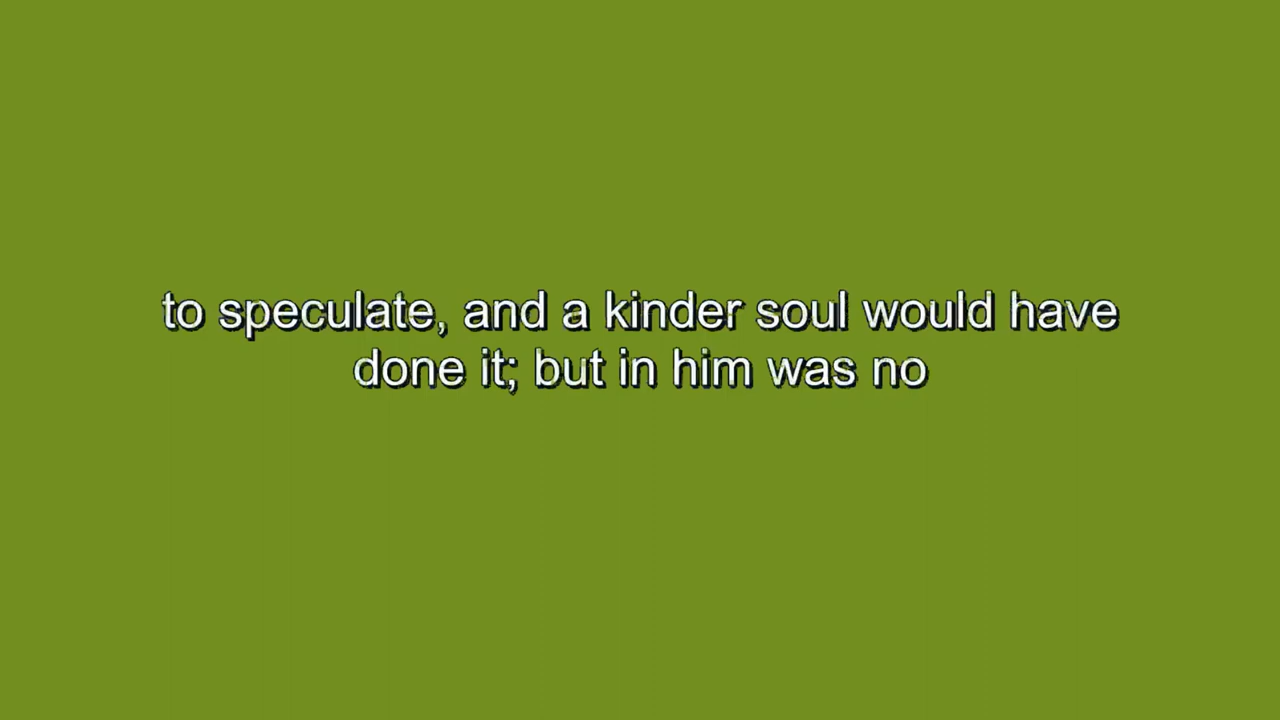 to speculate, and a kinder soul would have
done it; but in him was no